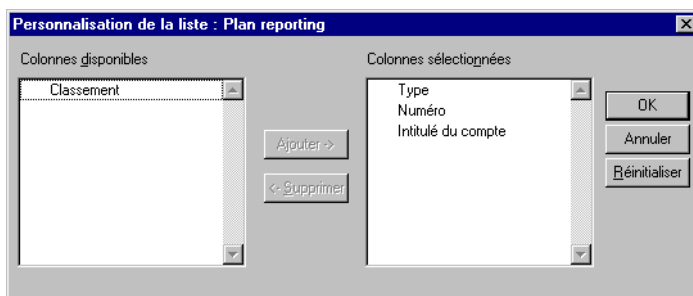 Personnalisation de la liste : Plan reporting
Colonnes disponibles
Classement
Ajouter ->
<- Supprimer
Colonnes sélectionnées
Type
Numéro
Intitulé du compte
OK
Annuler
Réinitialiser